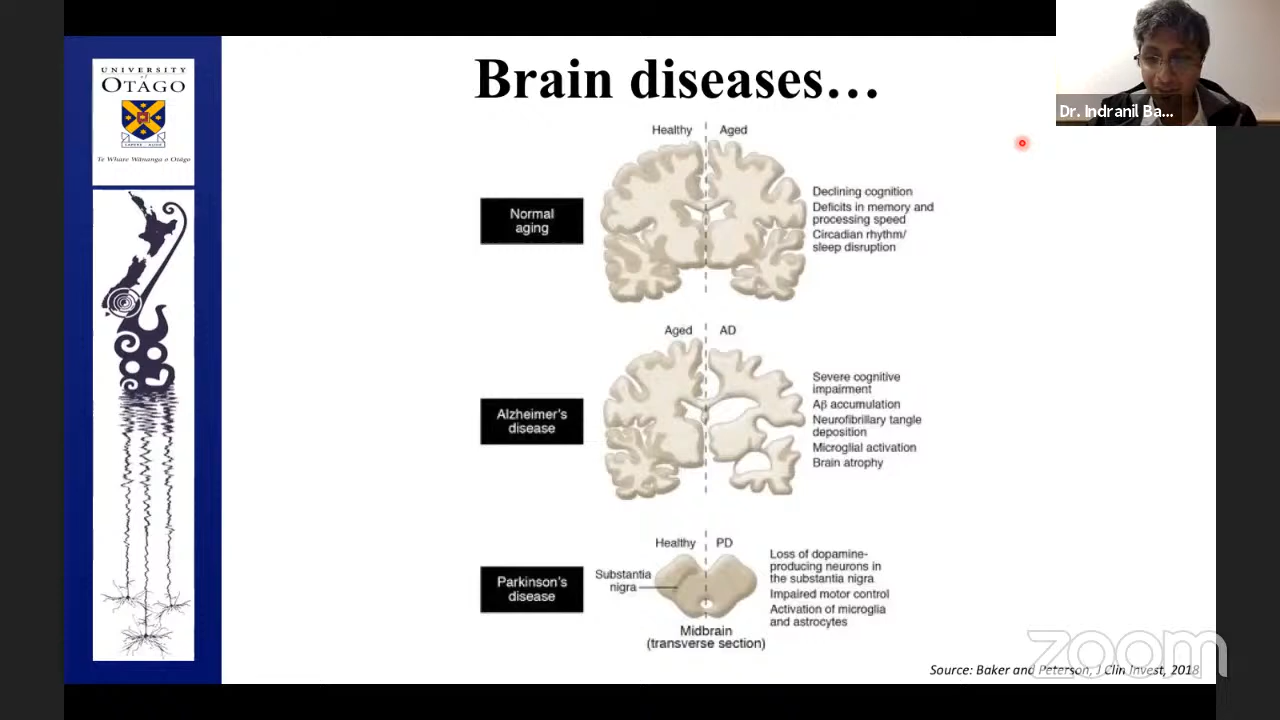 UNIVERSITY
of
OTAGO
Te Whare Wānanga o Otāgo
Brain diseases…
Dr. Indranil Ba...
Healthy
Aged
Normal
aging
Declining cognition
Deficits in memory and
processing speed
Circadian rhythm/
sleep disruption
Aged
AD
Alzheimer's
disease
Severe cognitive
impairment
Aβ accumulation
Neurofibrillary tangle
deposition
Microglial activation
Brain atrophy
Healthy
PD
Parkinson's
disease
Substantia
nigra
Loss of dopamine-
producing neurons in
the substantia nigra
Impaired motor control
Activation of microglia
and astrocytes
Midbrain
(transverse section)
Source: Baker and Peterson, J Clin Invest, 2018
zoom